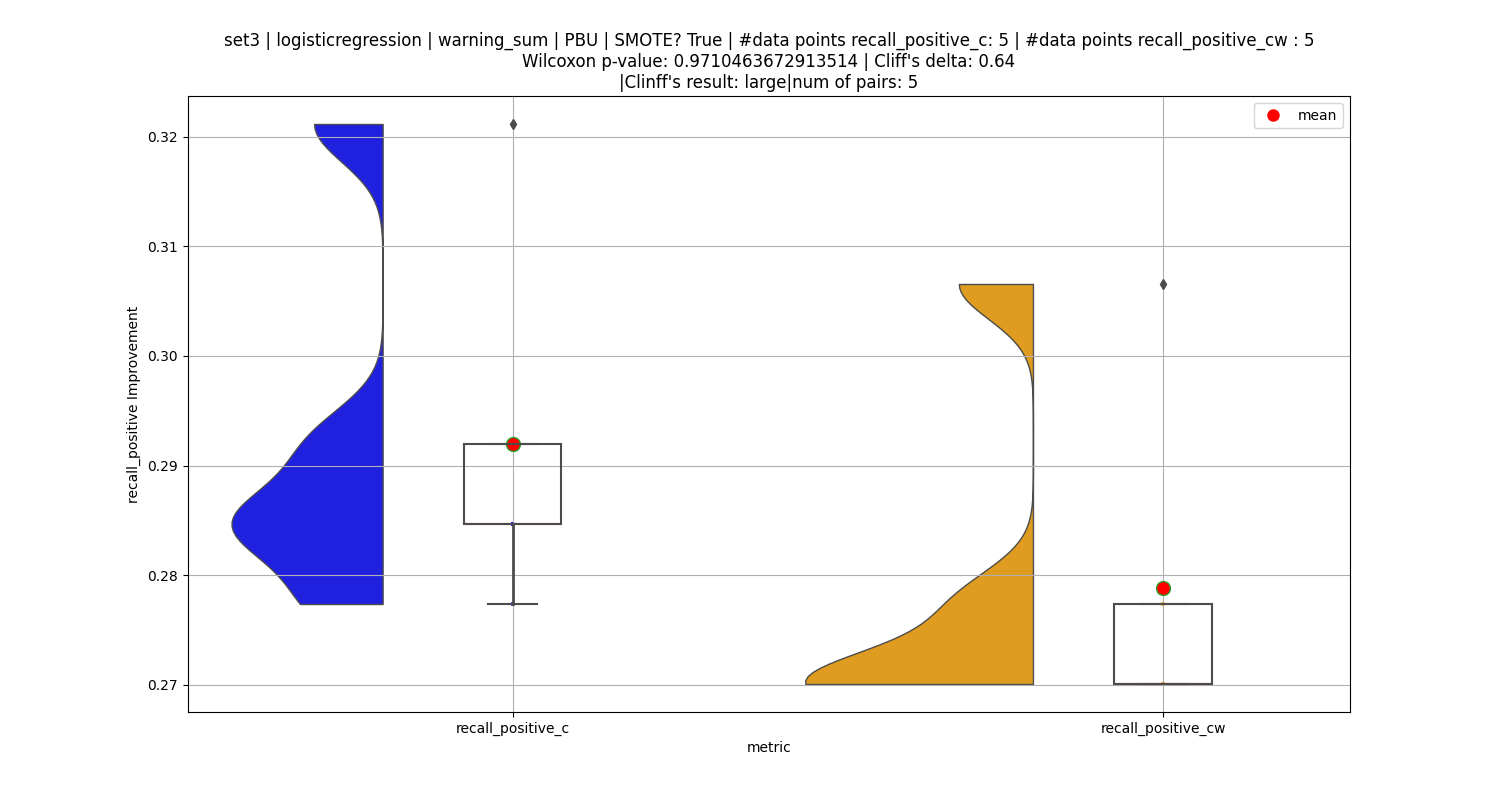 set3 | logisticregression | warning_sum | PBU | SMOTE? True | #data points recall_positive_c: 5 | #data points recall_positive_cw : 5
Wilcoxon p-value: 0.9710463672913514 | Cliff's delta: 0.64
|Clinff's result: large|num of pairs: 5
mean
0.32
0.31
0.30
0.29
0.28
0.27
recall_positive Improvement
recall_positive_c
recall_positive_cw
metric